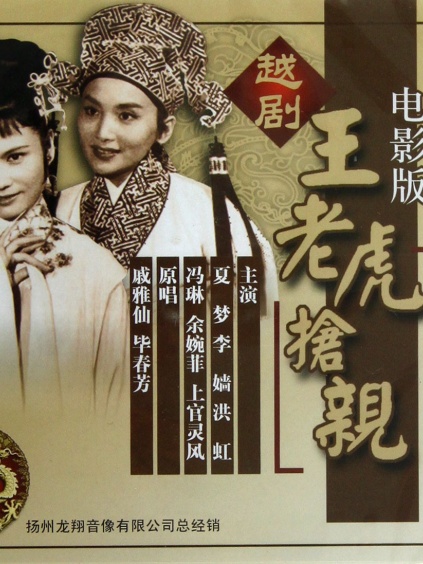 电影版
越剧
王老虎搶親
主演
夏梦 李嫱 洪虹
冯琳 余婉菲 上官灵风
原唱
戚雅仙 毕春芳
扬州龙翔音像有限公司总经销